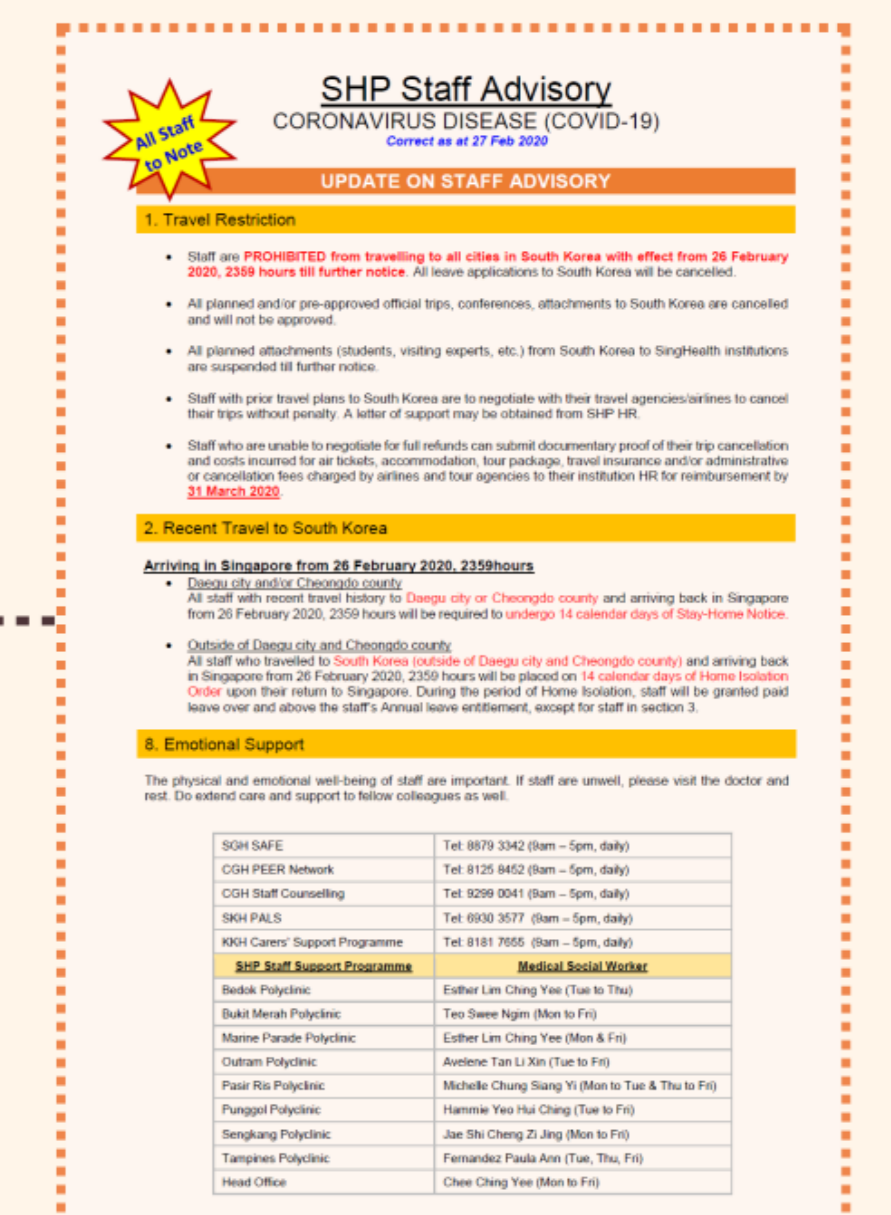 SHP Staff Advisory
CORONAVIRUS DISEASE (COVID-19)
Correct as at 27 Feb 2020
All Staff
to Note
UPDATE ON STAFF ADVISORY
1. Travel Restriction
• Staff are PROHIBITED from travelling to all cities in South Korea with effect from 26 February
2020, 2359 hours till further notice. All leave applications to South Korea will be cancelled.
• All planned and/or pre-approved official trips, conferences, attachments to South Korea are cancelled
and will not be approved.
• All planned attachments (students, visiting experts, etc.) from South Korea to SingHealth institutions
are suspended till further notice.
• Staff with prior travel plans to South Korea are to negotiate with their travel agencies/airlines to cancel
their trips without penalty. A letter of support may be obtained from SHP HR.
• Staff who are unable to negotiate for full refunds can submit documentary proof of their trip cancellation
and costs incurred for air tickets, accommodation, tour package, travel insurance and/or administrative
or cancellation fees charged by airlines and tour agencies to their institution HR for reimbursement by
31 March 2020.
2. Recent Travel to South Korea
Arriving in Singapore from 26 February 2020, 2359hours
• Daegu city and/or Cheongdo county
All staff with recent travel history to Daegu city or Cheongdo county and arriving back in Singapore
from 26 February 2020, 2359 hours will be required to undergo 14 calendar days of Stay-Home Notice.
• Outside of Daegu city and Cheongdo county
All staff who travelled to South Korea (outside of Daegu city and Cheongdo county) and arriving back
in Singapore from 26 February 2020, 2359 hours will be placed on 14 calendar days of Home Isolation
Order upon their return to Singapore. During the period of Home Isolation, staff will be granted paid
leave over and above the staff's Annual leave entitlement, except for staff in section 3.
8. Emotional Support
The physical and emotional well-being of staff are important. If staff are unwell, please visit the doctor and
rest. Do extend care and support to fellow colleagues as well.
SGH SAFE Tel: 8879 3342 (9am – 5pm, daily)
CGH PEER Network Tel: 8125 8452 (9am – 5pm, daily)
CGH Staff Counselling Tel: 9299 0041 (9am – 5pm, daily)
SKH PALS Tel: 6930 3577 (9am – 5pm, daily)
KKH Carers' Support Programme Tel: 8181 7655 (9am – 5pm, daily)
SHP Staff Support Programme Medical Social Worker
Bedok Polyclinic Esther Lim Ching Yee (Tue to Thu)
Bukit Merah Polyclinic Teo Swee Ngim (Mon to Fri)
Marine Parade Polyclinic Esther Lim Ching Yee (Mon & Fri)
Outram Polyclinic Avelene Tan Li Xin (Tue to Fri)
Pasir Ris Polyclinic Michelle Chung Siang Yi (Mon to Tue & Thu to Fri)
Punggol Polyclinic Hammie Yeo Hui Ching (Tue to Fri)
Sengkang Polyclinic Jae Shi Cheng Zi Jing (Mon to Fri)
Tampines Polyclinic Fernandez Paula Ann (Tue, Thu, Fri)
Head Office Chee Ching Yee (Mon to Fri)